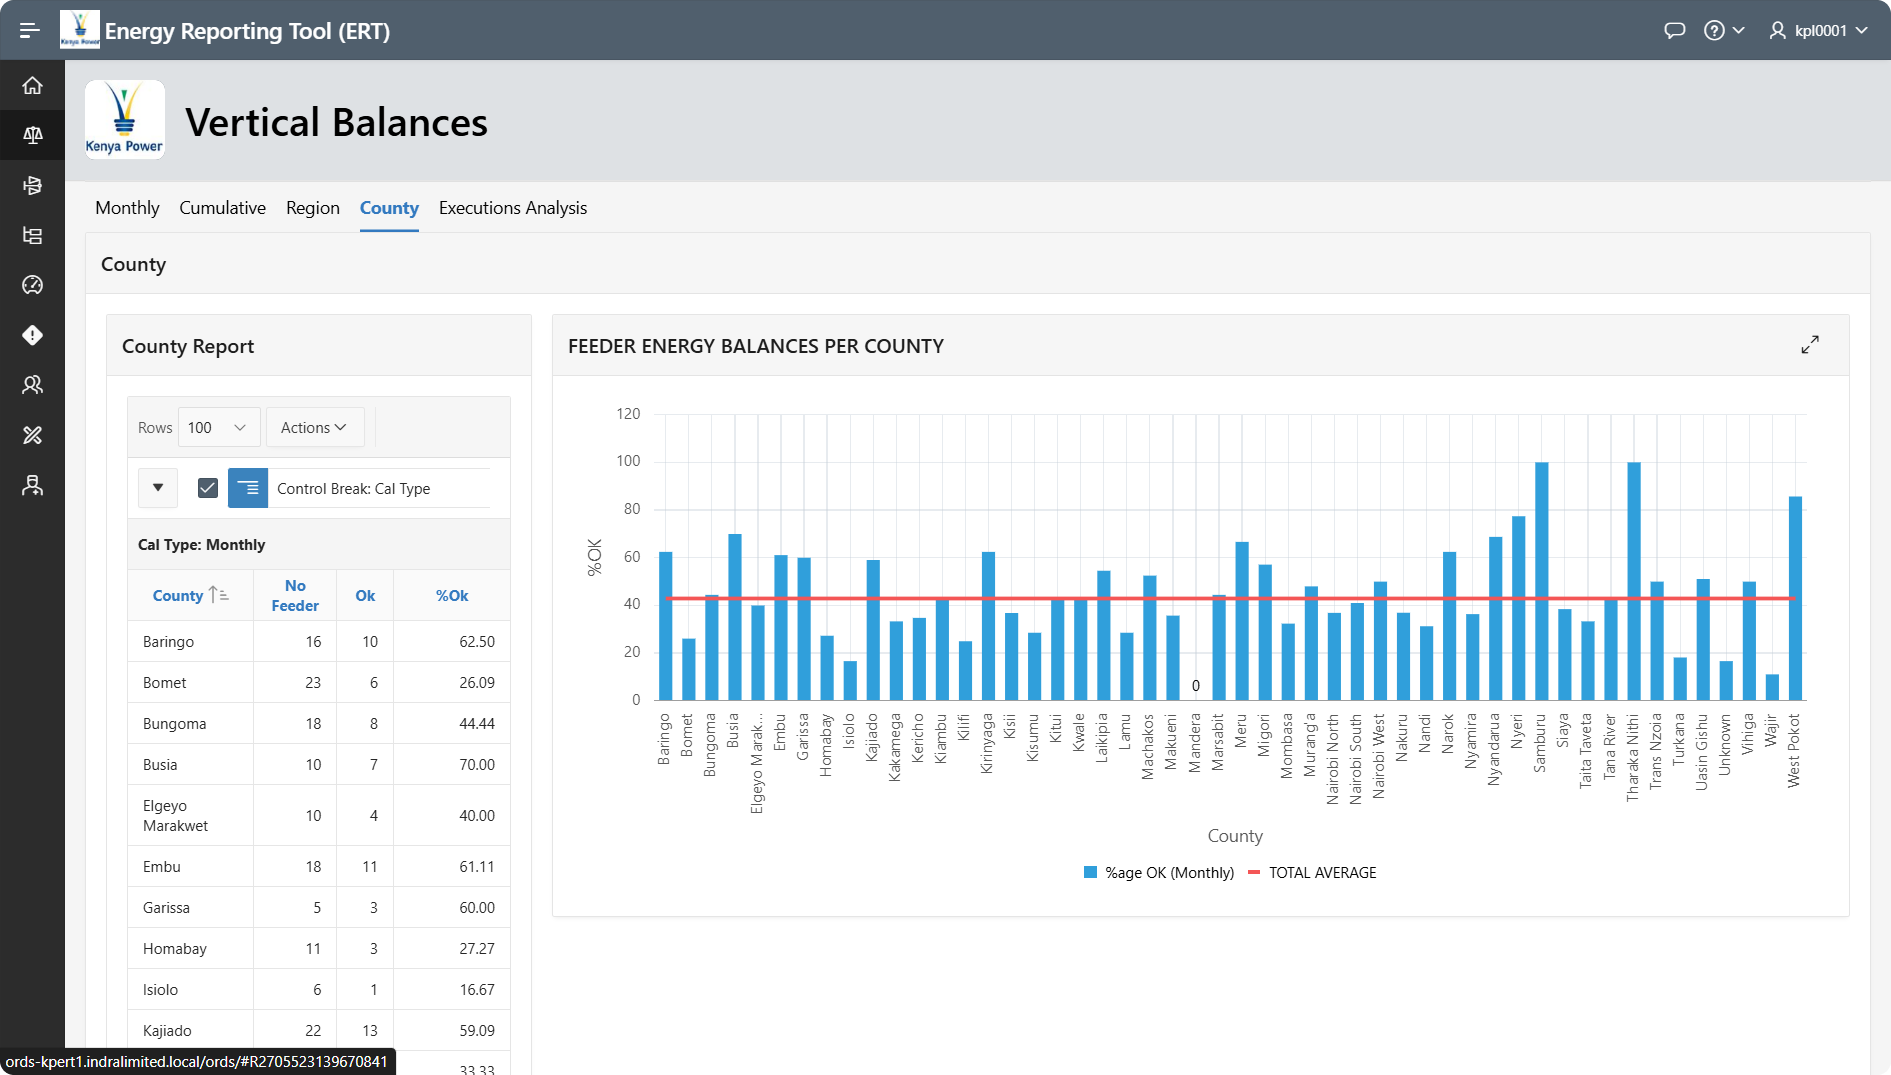 Kenya Power
Energy Reporting Tool (ERT)
kpl0001
Kenya Power
Vertical Balances
Monthly
Cumulative
Region
County
Executions Analysis
County
County Report
Rows
100
Actions
Control Break: Cal Type
Cal Type: Monthly
County
No Feeder
Ok
%Ok
Baringo 16 10 62.50
Bomet 23 6 26.09
Bungoma 18 8 44.44
Busia 10 7 70.00
Elgeyo
Marakwet 10 4 40.00
Embu 18 11 61.11
Garissa 5 3 60.00
Homabay 11 3 27.27
Isiolo 6 1 16.67
Kajiado 22 13 59.09
33.33
ords-kpert1.indralimited.local/ords/#R2705523139670841
FEEDER ENERGY BALANCES PER COUNTY
120
100
80
60
40
20
0
%OK
0
Baringo
Bomet
Bungoma
Busia
Elgeyo Marak...
Embu
Garissa
Homabay
Isiolo
Kajiado
Kakamega
Kericho
Kiambu
Kilifi
Kirinyaga
Kisii
Kisumu
Kitui
Kwale
Laikipia
Lamu
Machakos
Makueni
Mandera
Marsabit
Meru
Migori
Mombasa
Murang'a
Nairobi North
Nairobi South
Nairobi West
Nakuru
Nandi
Narok
Nyamira
Nyandarua
Nyeri
Samburu
Siaya
Taita Taveta
Tana River
Tharaka Nithi
Trans Nzoia
Turkana
Uasin Gishu
Unknown
Vihiga
Wajir
West Pokot
County
%age OK (Monthly)
TOTAL AVERAGE